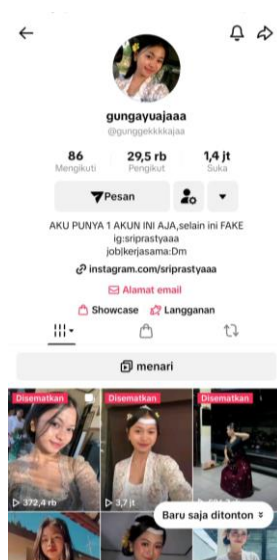 gungayuajaaa
@gunggekkkkajaa
86 29,5 rb 1,4 jt
Mengikuti Pengikut Suka
Pesan
AKU PUNYA 1 AKUN INI AJA,selain ini FAKE
ig:sriprastyaaa
job|kerjasama:Dm
instagram.com/sriprastyaaa
Alamat email
Showcase Langganan
menari
Disematkan Disematkan Disematkan
372,4 rb 3,7 jt
Baru saja ditonton